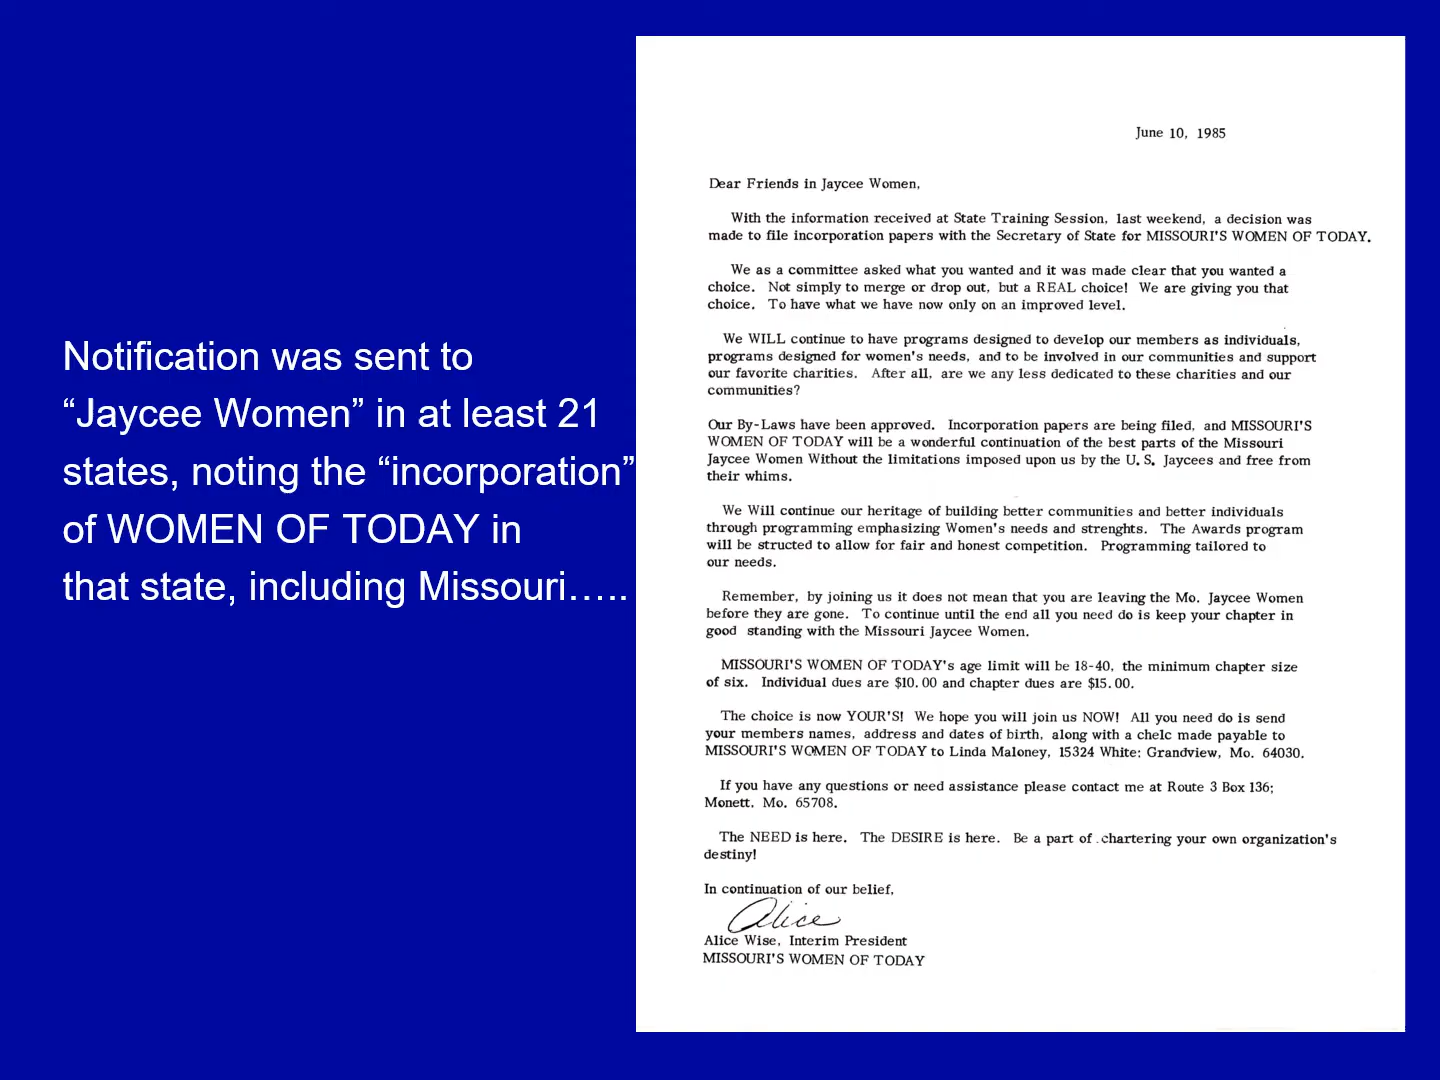 Notification was sent to
“Jaycee Women” in at least 21
states, noting the “incorporation”
of WOMEN OF TODAY in
that state, including Missouri…..
June 10, 1985
Dear Friends in Jaycee Women,
With the information received at State Training Session, last weekend, a decision was
made to file incorporation papers with the Secretary of State for MISSOURI'S WOMEN OF TODAY.
We as a committee asked what you wanted and it was made clear that you wanted a
choice. Not simply to merge or drop out, but a REAL choice! We are giving you that
choice. To have what we have now only on an improved level.
We WILL continue to have programs designed to develop our members as individuals,
programs designed for women's needs, and to be involved in our communities and support
our favorite charities. After all, are we any less dedicated to these charities and our
communities?
Our By-Laws have been approved. Incorporation papers are being filed, and MISSOURI'S
WOMEN OF TODAY will be a wonderful continuation of the best parts of the Missouri
Jaycee Women Without the limitations imposed upon us by the U.S. Jaycees and free from
their whims.
We Will continue our heritage of building better communities and better individuals
through programming emphasizing Women's needs and strenghts. The Awards program
will be structed to allow for fair and honest competition. Programming tailored to
our needs.
Remember, by joining us it does not mean that you are leaving the Mo. Jaycee Women
before they are gone. To continue until the end all you need do is keep your chapter in
good standing with the Missouri Jaycee Women.
MISSOURI'S WOMEN OF TODAY's age limit will be 18-40, the minimum chapter size
of six. Individual dues are $10.00 and chapter dues are $15.00.
The choice is now YOUR'S! We hope you will join us NOW! All you need do is send
your members names, address and dates of birth, along with a chelc made payable to
MISSOURI'S WOMEN OF TODAY to Linda Maloney, 15324 White; Grandview, Mo. 64030.
If you have any questions or need assistance please contact me at Route 3 Box 136;
Monett, Mo. 65708.
The NEED is here. The DESIRE is here. Be a part of chartering your own organization's
destiny!
In continuation of our belief,
Alice
Alice Wise, Interim President
MISSOURI'S WOMEN OF TODAY